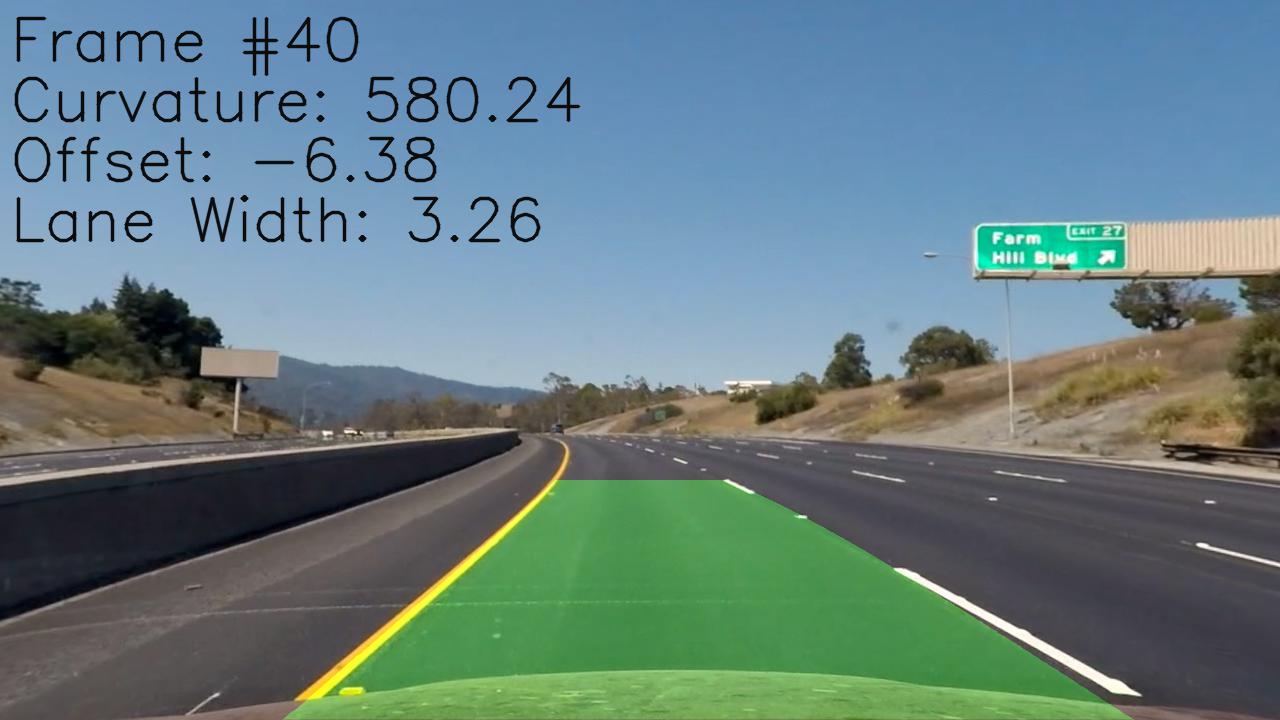 Frame #40
Curvature: 580.24
Offset: -6.38
Lane Width: 3.26
EXIT 27
Farm
Hill Blvd